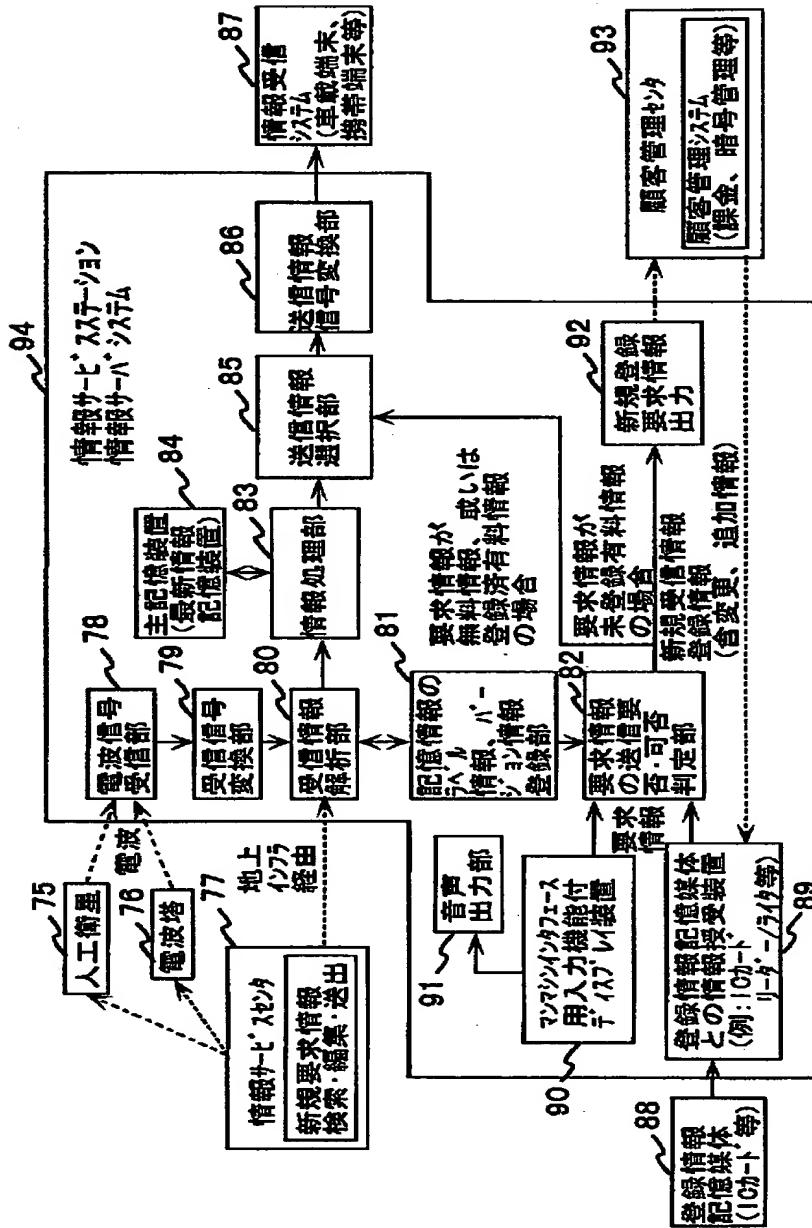 94
情報サービスステーション
情報サーバシステム
75
人工衛星
76
電波塔
電波
77
情報サービスセンタ
新規要求情報
検索・編集・送出
地上
インフラ
経由
78
電波信号
受信部
79
受信信号
変換部
80
受信情報
解析部
81
記憶情報の
ラベル
情報、バー
ジョン情報
登録部
82
要求情報
の送信要
否・可否
判定部
83
情報処理部
84
主記憶装置
(最新情報
記憶装置)
85
送信情報
選択部
86
送信情報
信号変換部
87
情報受信
システム
(車載端末、
携帯端末等)
要求情報が
無料情報、或いは
登録済有料情報
の場合
要求情報が
未登録有料情報
の場合
新規受信情報
登録情報
(含変更、追加情報)
88
登録情報
記憶媒体
(ICカード等)
89
登録情報記憶媒体
との情報授受装置
(例:ICカード
リーダー/ライタ等)
要求
情報
90
マンマシンインタフェース
用入力機能付
ディスプレイ装置
91
音声
出力部
92
新規登録
要求情報
出力
93
顧客管理センタ
顧客管理システム
(課金、暗号管理等)